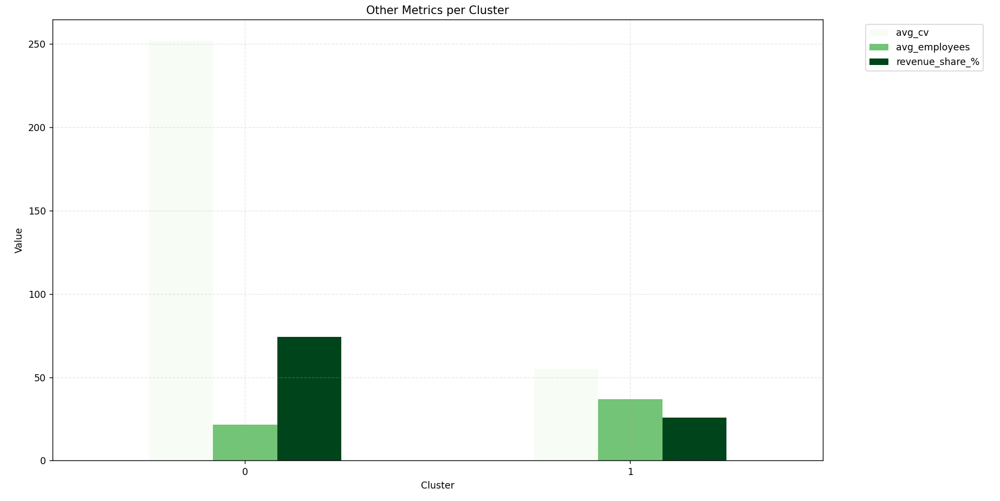 Other Metrics per Cluster
avg_cv
avg_employees
revenue_share_%
250
200
150
100
50
0
Value
0
1
Cluster